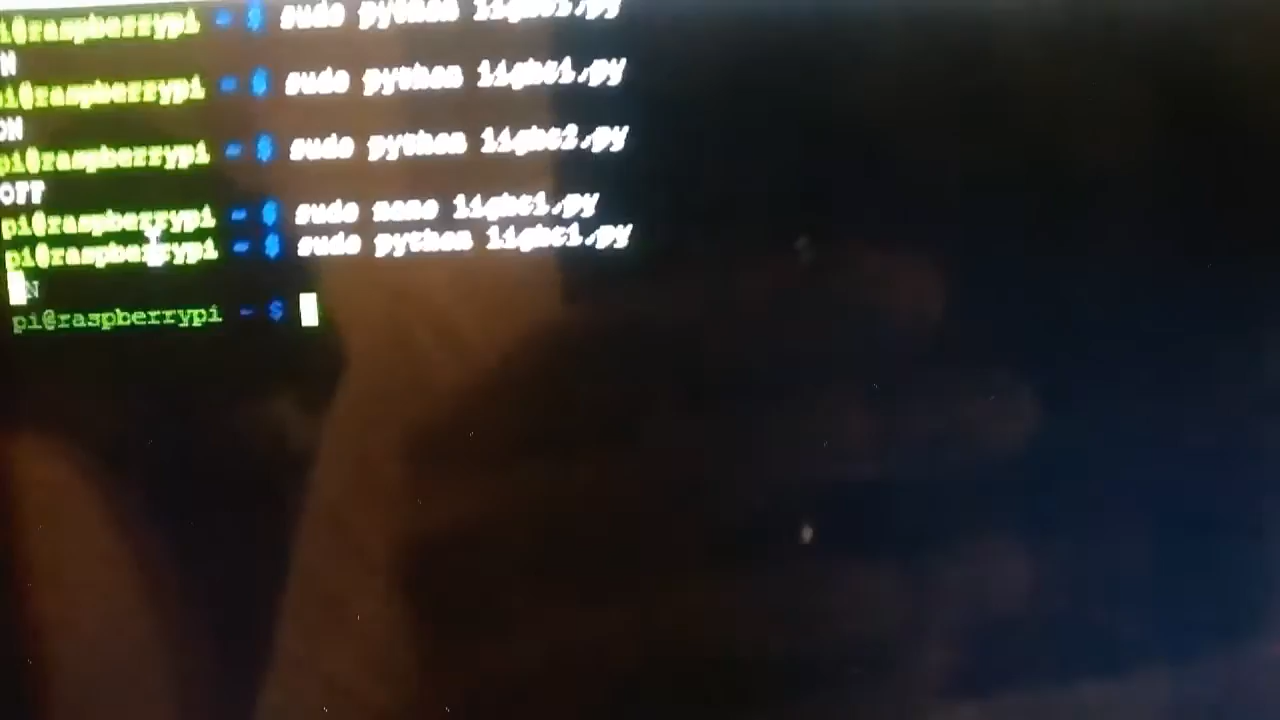 pi@raspberrypi ~ $ sudo python light1.py
N
pi@raspberrypi ~ $ sudo python light1.py
ON
pi@raspberrypi ~ $ sudo python light2.py
OFF
pi@raspberrypi ~ $ sudo nano light1.py
pi@raspberrypi ~ $ sudo python light1.py
N
pi@raspberrypi ~ $